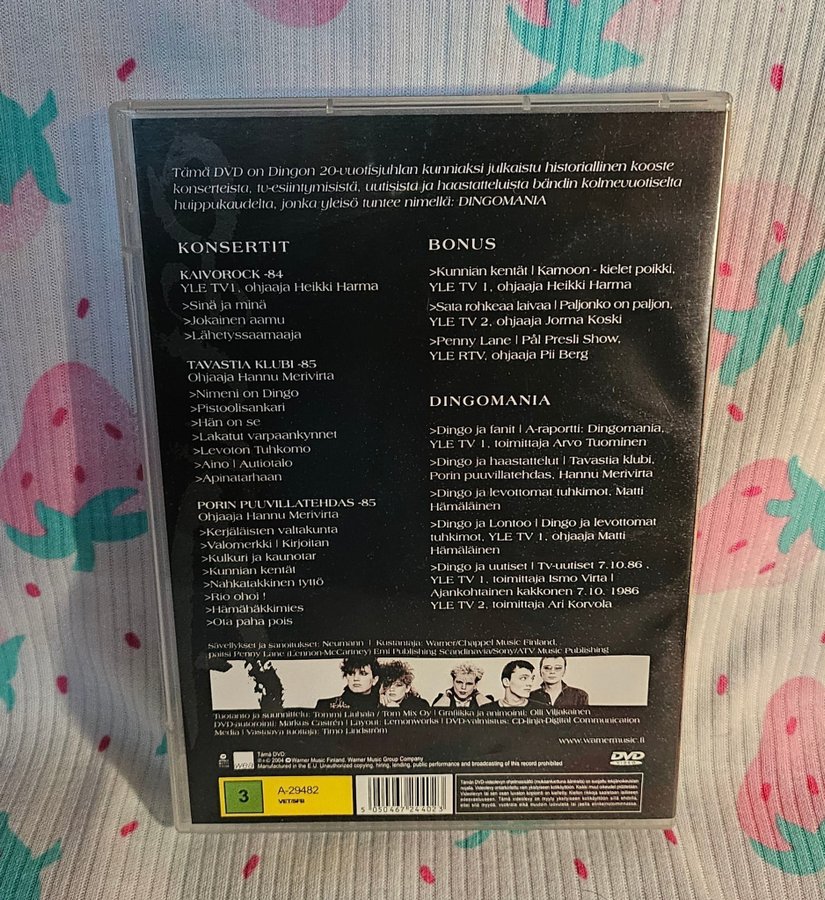 Tämä DVD on Dingon 20-vuotisjuhlan kunniaksi julkaistu historiallinen kooste
konserteista, tv-esiintymisistä, uutisista ja haastatteluista bändin kolmevuotiselta
huippukaudelta, jonka yleisö tuntee nimellä: DINGOMANIA
KONSERTIT
KAIVOROCK -84
YLE TV1, ohjaaja Heikki Harma
>Sinä ja minä
>Jokainen aamu
>Lähetyssaarnaaja
TAVASTIA KLUBI -85
Ohjaaja Hannu Merivirta
>Nimeni on Dingo
>Pistoolisankari
>Hän on se
>Lakatut varpaankynnet
>Levoton Tuhkomo
>Aino | Autiotalo
>Apinatarhaan
PORIN PUUVILLATEHDAS -85
Ohjaaja Hannu Merivirta
>Kerjäläisten valtakunta
>Valomerkki | Kirjoitan
>Kulkuri ja kaunotar
>Kunnian kentät
>Nahkatakkinen tyttö
>Rio ohoi !
>Hämähäkkimies
>Ota paha pois
BONUS
>Kunnian kentät | Kamoon - kielet poikki,
YLE TV 1, ohjaaja Heikki Harma
>Sata rohkeaa laivaa | Paljonko on paljon,
YLE TV 2, ohjaaja Jorma Koski
>Penny Lane | Pål Presli Show,
YLE RTV, ohjaaja Pii Berg
DINGOMANIA
>Dingo ja fanit | A-raportti: Dingomania,
YLE TV 1, toimittaja Arvo Tuominen
>Dingo ja haastattelut | Tavastia klubi,
Porin puuvillatehdas, Hannu Merivirta
>Dingo ja levottomat tuhkimot, Matti
Hämäläinen
>Dingo ja Lontoo | Dingo ja levottomat
tuhkimot, YLE TV 1, ohjaaja Matti
Hämäläinen
>Dingo ja uutiset | Tv-uutiset 7.10.86 ,
YLE TV 1, toimittaja Ismo Virta |
Ajankohtainen kakkonen 7.10. 1986
YLE TV 2, toimittaja Ari Korvola
Sävellykset ja sanoitukset: Neumann | Kustantaja: Warner/Chappel Music Finland,
paitsi Penny Lane (Lennon-McCartney) Emi Publishing Scandinavia/Sony/ATV Music Publishing
Tuotanto ja suunnittelu: Tommi Liuhala / Tom Mix Oy | Grafiikka ja animointi: Olli Viljakainen
DVD-autorointi: Markus Castrén | Layout: Lemonworks | DVD-valmistus: CD-linja-Digital Communication
Media | Vastaava tuottaja: Timo Lindström
www.warnermusic.fi
DVD
VIDEO
wea
Tämä DVD
℗ + © 2004 Warner Music Finland. Warner Music Group Company
Manufactured in the E.U. Unauthorized copying, hiring, lending, public performance and broadcasting of this record prohibited
3
A-29482
VET/SFB
5 050467 244023